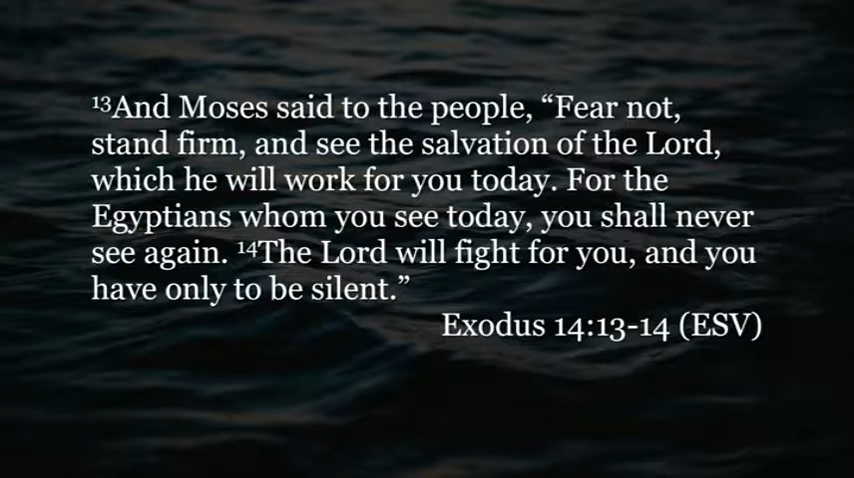 ¹³And Moses said to the people, “Fear not,
stand firm, and see the salvation of the Lord,
which he will work for you today. For the
Egyptians whom you see today, you shall never
see again. ¹⁴The Lord will fight for you, and you
have only to be silent.”
Exodus 14:13-14 (ESV)